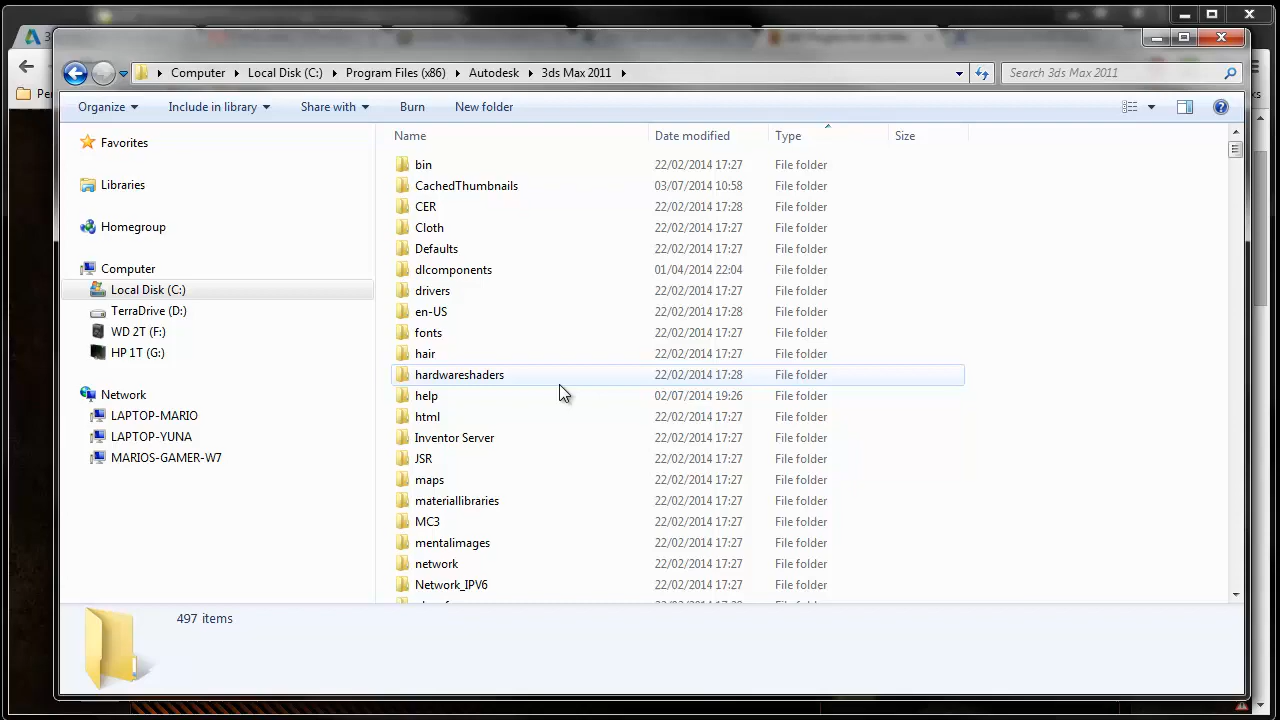 3
Computer Local Disk (C:) Program Files (x86) Autodesk 3ds Max 2011
Search 3ds Max 2011
Pe
ks
Organize Include in library Share with Burn New folder
Name Date modified Type Size
Favorites
Libraries
Homegroup
Computer
Local Disk (C:)
TerraDrive (D:)
WD 2T (F:)
HP 1T (G:)
Network
LAPTOP-MARIO
LAPTOP-YUNA
MARIOS-GAMER-W7
bin 22/02/2014 17:27 File folder
CachedThumbnails 03/07/2014 10:58 File folder
CER 22/02/2014 17:28 File folder
Cloth 22/02/2014 17:27 File folder
Defaults 22/02/2014 17:27 File folder
dlcomponents 01/04/2014 22:04 File folder
drivers 22/02/2014 17:27 File folder
en-US 22/02/2014 17:28 File folder
fonts 22/02/2014 17:27 File folder
hair 22/02/2014 17:27 File folder
hardwareshaders 22/02/2014 17:28 File folder
help 02/07/2014 19:26 File folder
html 22/02/2014 17:27 File folder
Inventor Server 22/02/2014 17:27 File folder
JSR 22/02/2014 17:27 File folder
maps 22/02/2014 17:27 File folder
materiallibraries 22/02/2014 17:27 File folder
MC3 22/02/2014 17:27 File folder
mentalimages 22/02/2014 17:27 File folder
network 22/02/2014 17:27 File folder
Network_IPV6 22/02/2014 17:27 File folder
497 items